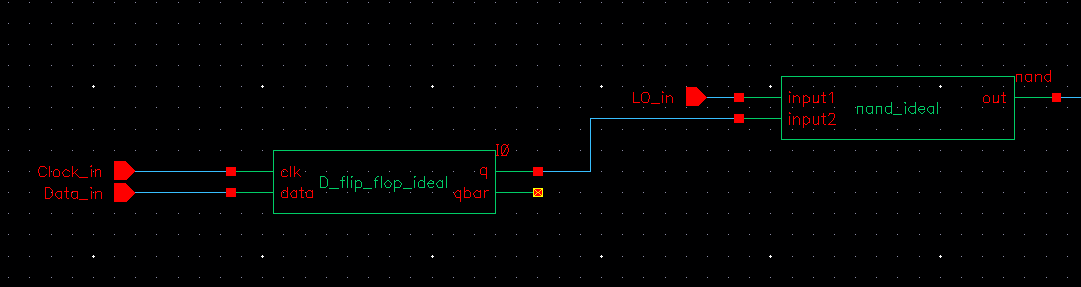 nand
LO_in
input1
nand_ideal
out
input2
I0
Clock_in
clk
D_flip_flop_ideal
q
Data_in
data
qbar